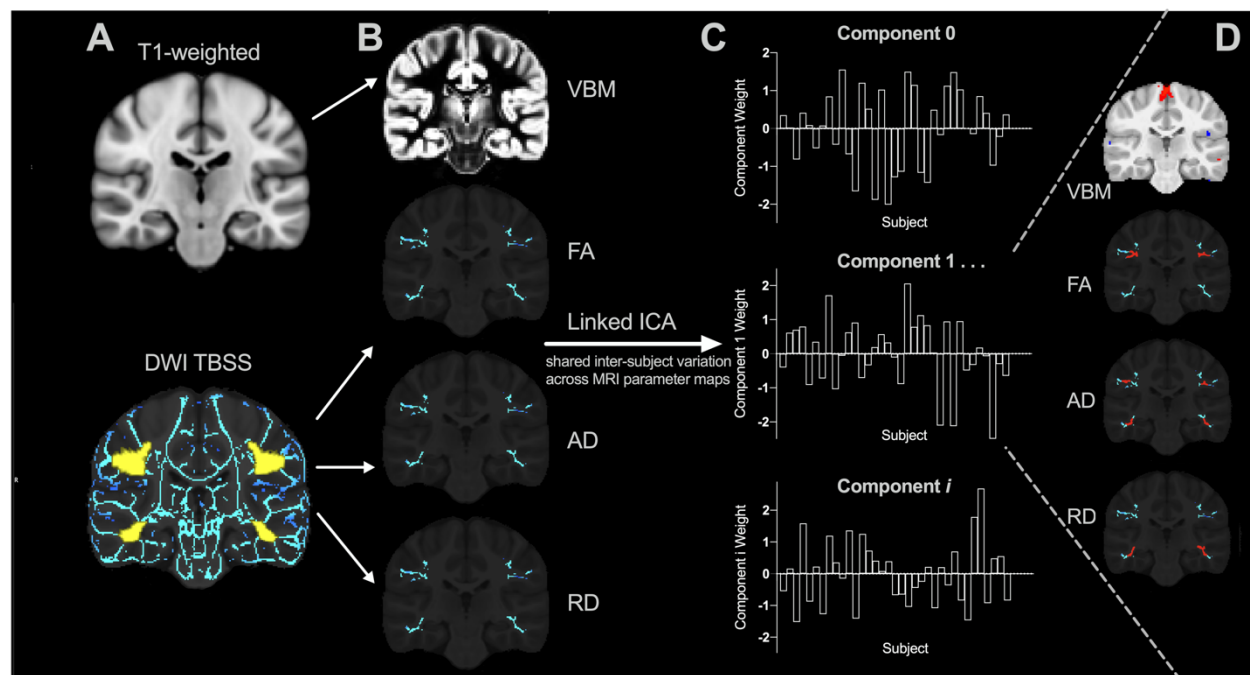 A
B
C
D
T1-weighted
VBM
FA
AD
RD
DWI TBSS
R
Linked ICA
shared inter-subject variation
across MRI parameter maps
Component 0
Component Weight
2
1
0
-1
-2
Subject
Component 1 . . .
Component 1 Weight
2
1
0
-1
-2
Subject
Component i
Component i Weight
2
1
0
-1
-2
Subject
VBM
FA
AD
RD